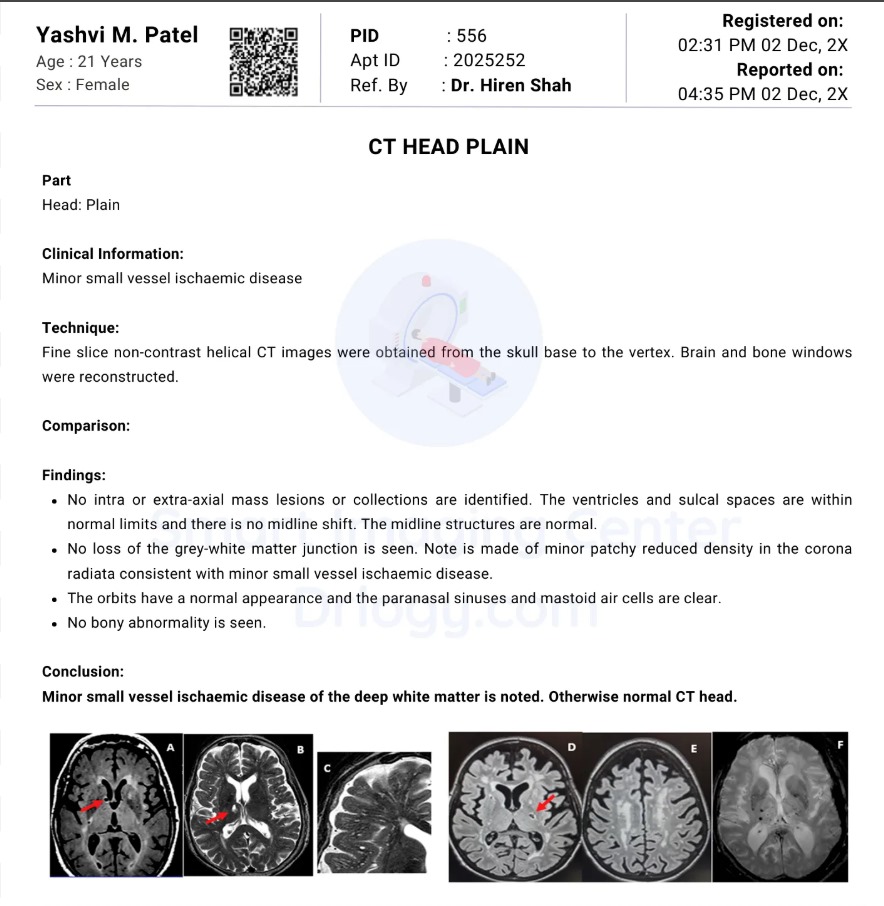 Yashvi M. Patel
Age : 21 Years
Sex : Female
PID : 556
Apt ID : 2025252
Ref. By : Dr. Hiren Shah
Registered on:
02:31 PM 02 Dec, 2X
Reported on:
04:35 PM 02 Dec, 2X
CT HEAD PLAIN
Part
Head: Plain
Clinical Information:
Minor small vessel ischaemic disease
Technique:
Fine slice non-contrast helical CT images were obtained from the skull base to the vertex. Brain and bone windows
were reconstructed.
Comparison:
Findings:
• No intra or extra-axial mass lesions or collections are identified. The ventricles and sulcal spaces are within
normal limits and there is no midline shift. The midline structures are normal.
• No loss of the grey-white matter junction is seen. Note is made of minor patchy reduced density in the corona
radiata consistent with minor small vessel ischaemic disease.
• The orbits have a normal appearance and the paranasal sinuses and mastoid air cells are clear.
• No bony abnormality is seen.
Smart Imaging Center
Drlogy.com
Conclusion:
Minor small vessel ischaemic disease of the deep white matter is noted. Otherwise normal CT head.
A
B
C
D
E
F